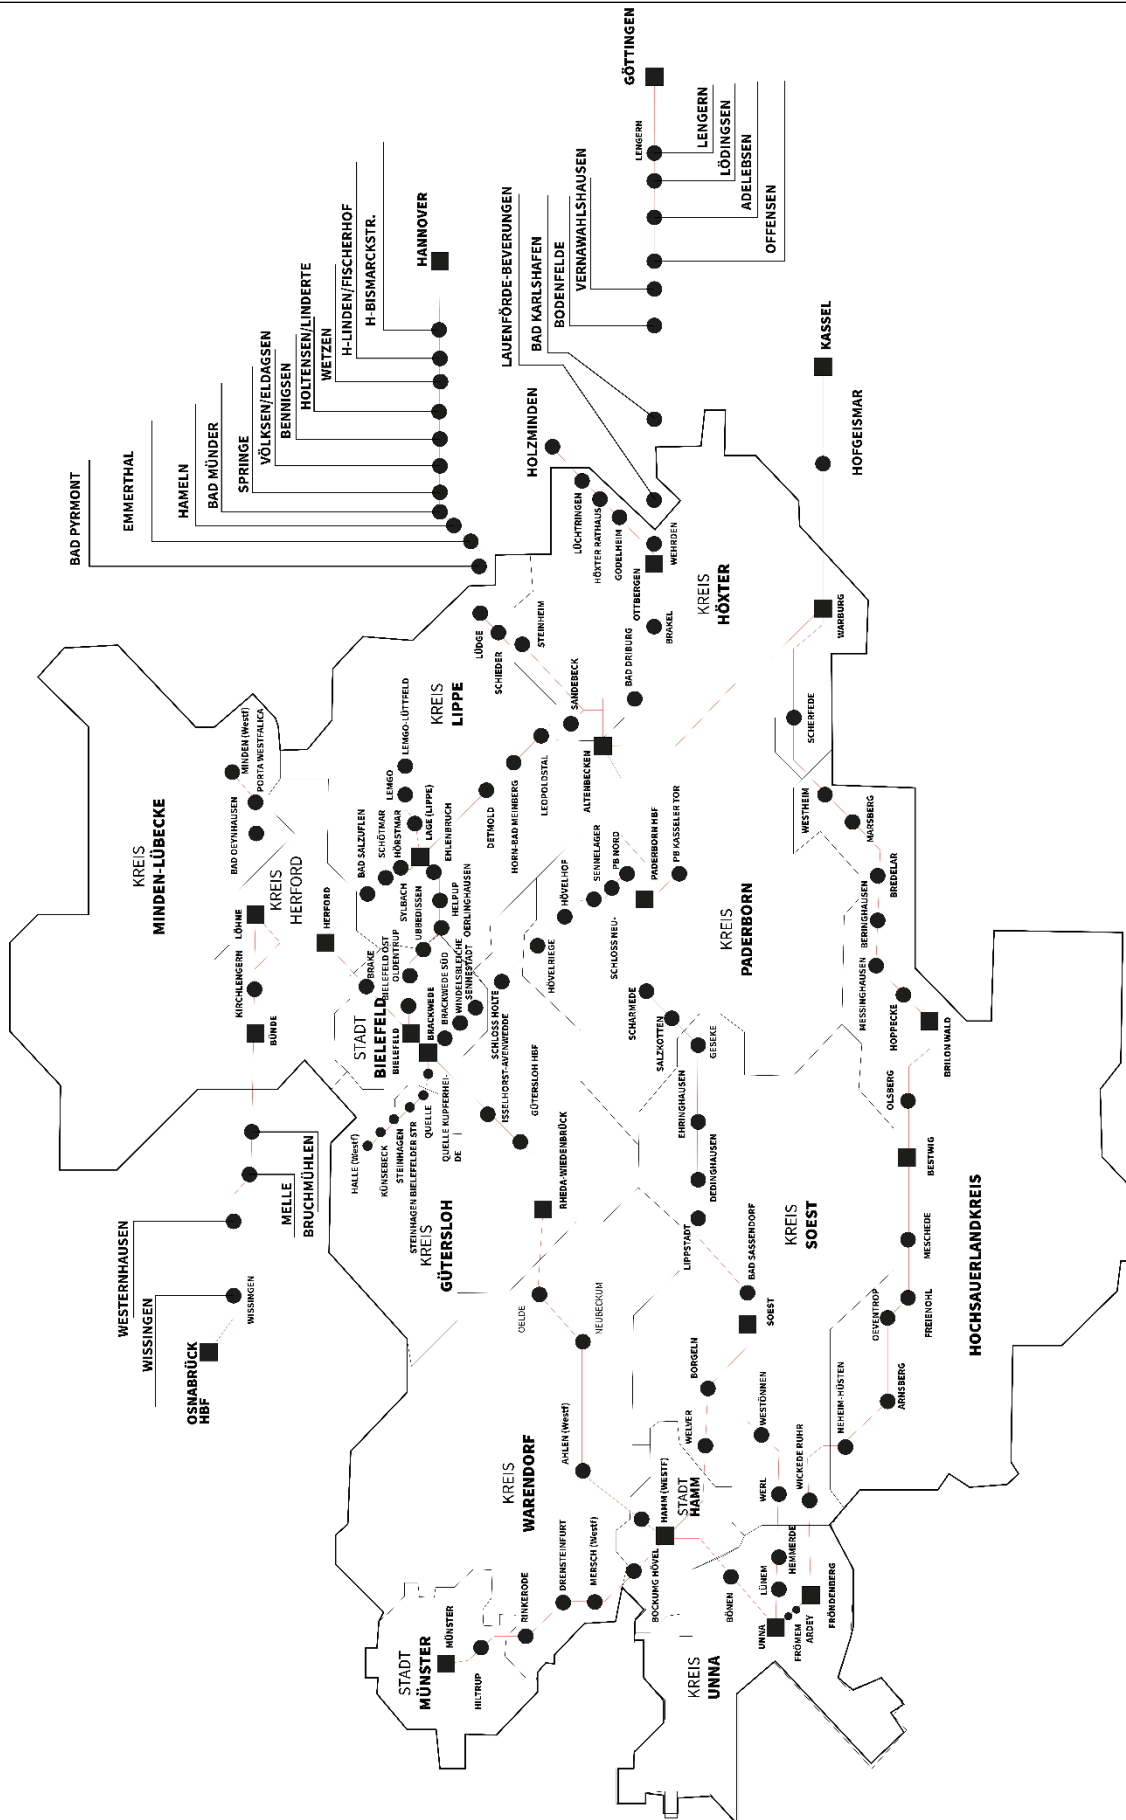 BAD PYRMONT
EMMERTHAL
HAMELN
BAD MÜNDER
SPRINGE
VÖLKSEN/ELDAGSEN
BENNIGSEN
HOLTENSEN/LINDERTE
WETZEN
H-LINDEN/FISCHERHOF
H-BISMARCKSTR.
HANNOVER
LAUENFÖRDE-BEVERUNGEN
BAD KARLSHAFEN
BODENFELDE
VERNAWAHLSHAUSEN
GÖTTINGEN
LENGERN
LENGERN
LÖDINGSEN
ADELEBSEN
OFFENSEN
KASSEL
HOFGEISMAR
WARBURG
HOLZMINDEN
LÜCHTRINGEN
HÖXTER RATHAUS
GODELHEIM
WEHRDEN
OTTBERGEN
BRAKEL
BAD DRIBURG
KREIS
HÖXTER
LÜDGE
SCHIEDER
STEINHEIM
SANDEBECK
LEOPOLDSTAL
HORN-BAD MEINBERG
DETMOLD
ALTENBECKEN
KREIS
LIPPE
LEMGO-LÜTTFELD
LEMGO
LAGE (LIPPE)
EHLENBRUCH
HÖRSTMAR
SCHÖTMAR
BAD SALZUFLEN
SYLBACH
HELPUP
OERLINGHAUSEN
UBBEDISSEN
OLDENTRUP
BIELEFELD OST
BRAKE
HERFORD
KREIS
MINDEN-LÜBECKE
MINDEN (Westf)
PORTA WESTFALICA
BAD OEYNHAUSEN
KREIS
HERFORD
LÖHNE
KIRCHLENGERN
BÜNDE
BRUCHMÜHLEN
MELLE
WESTERNHAUSEN
WISSINGEN
WISSINGEN
OSNABRÜCK
HBF
STADT
BIELEFELD
BIELEFELD
BRACKWEDE
BRACKWEDE SÜD
WINDELSBLEICHE
SENNESTADT
SCHLOSS HOLTE
HÖVELRIEGE
HÖVELHOF
SENNELAGER
PB NORD
SCHLOSS NEU-
PADERBORN HBF
PB KASSELER TOR
KREIS
PADERBORN
HALLE (Westf)
KÜNSEBECK
STEINHAGEN
STEINHAGEN BIELEFELDER STR
QUELLE
QUELLE KUPFERHEI-
DE
ISSELHORST-AVENWEDDE
GÜTERSLOH HBF
RHEDA-WIEDENBRÜCK
KREIS
GÜTERSLOH
OELDE
NEUBECKUM
AHLEN (Westf)
KREIS
WARENDORF
SCHARMEDE
SALZKOTTEN
GESEKE
EHRINGHAUSEN
DEDINGHAUSEN
LIPPSTADT
BAD SASSENDORF
SOEST
KREIS
SOEST
BORGELN
WELVER
WESTÖNNEN
WERL
HEMMERDE
LÜNEM
UNNA
FRÖMEM
ARDEY
FRÖNDENBERG
WICKEDE RUHR
NEHEIM-HÜSTEN
ARNSBERG
OEVENTROP
FREIENOHL
MESCHEDE
BESTWIG
OLSBERG
BRILON WALD
HOPPECKE
MESSINGHAUSEN
BERINGHAUSEN
BREDELAR
MARSBERG
WESTHEIM
SCHERFEDE
HOCHSAUERLANDKREIS
STADT
HAMM
HAMM (WESTF)
BOCKUMG HÖVEL
BÖNEN
MERSCH (Westf)
DRENSTEINFURT
RINKERODE
HILTRUP
MÜNSTER
STADT
MÜNSTER
KREIS
UNNA